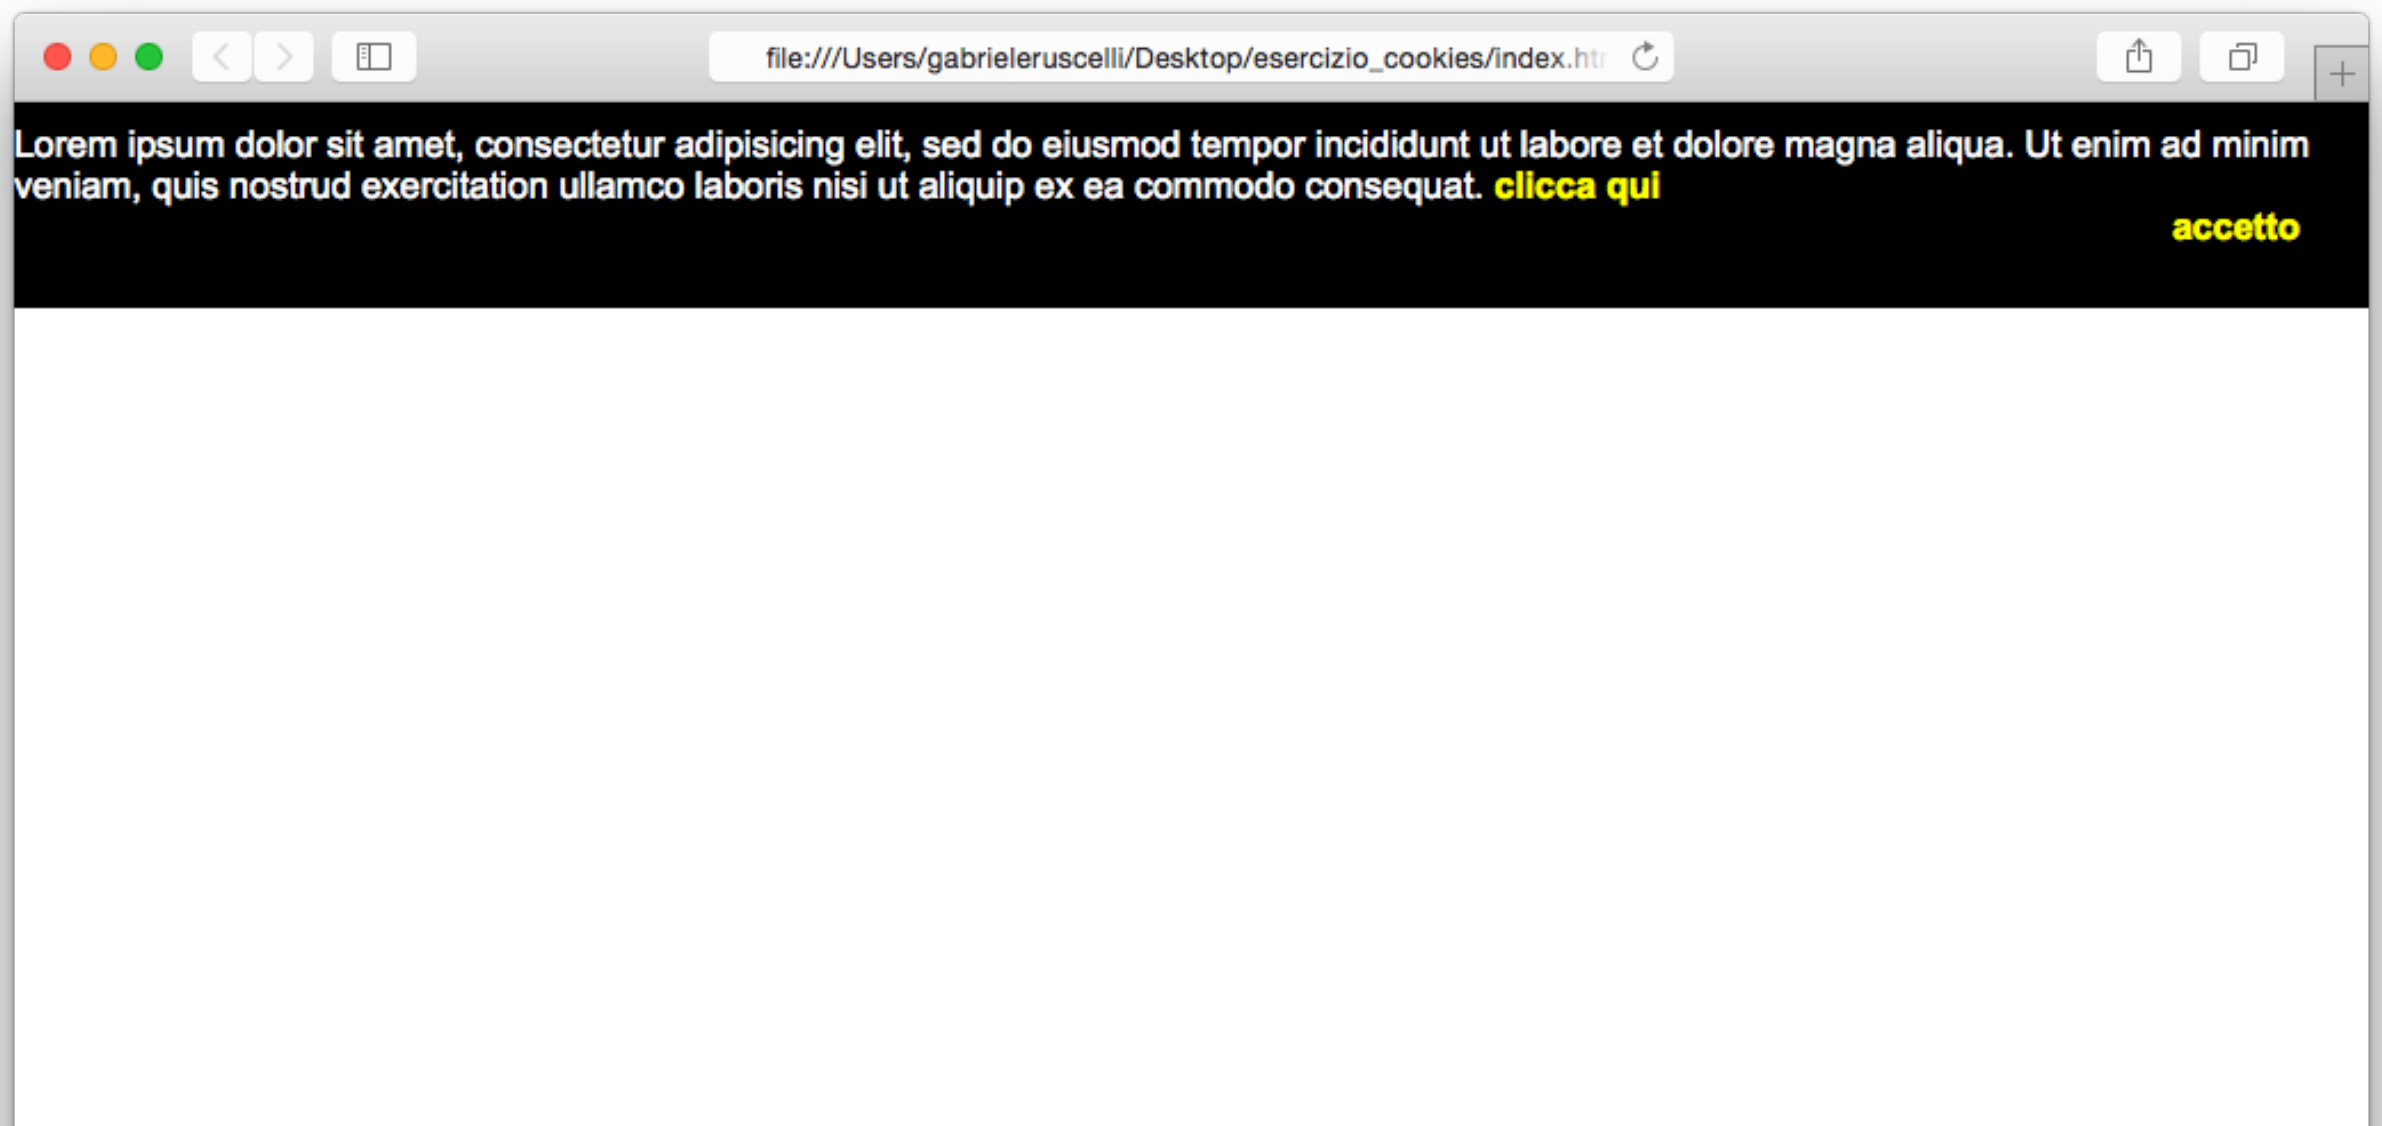 file:///Users/gabrieleruscelli/Desktop/esercizio_cookies/index.htm
Lorem ipsum dolor sit amet, consectetur adipisicing elit, sed do eiusmod tempor incididunt ut labore et dolore magna aliqua. Ut enim ad minim
veniam, quis nostrud exercitation ullamco laboris nisi ut aliquip ex ea commodo consequat. clicca qui
accetto